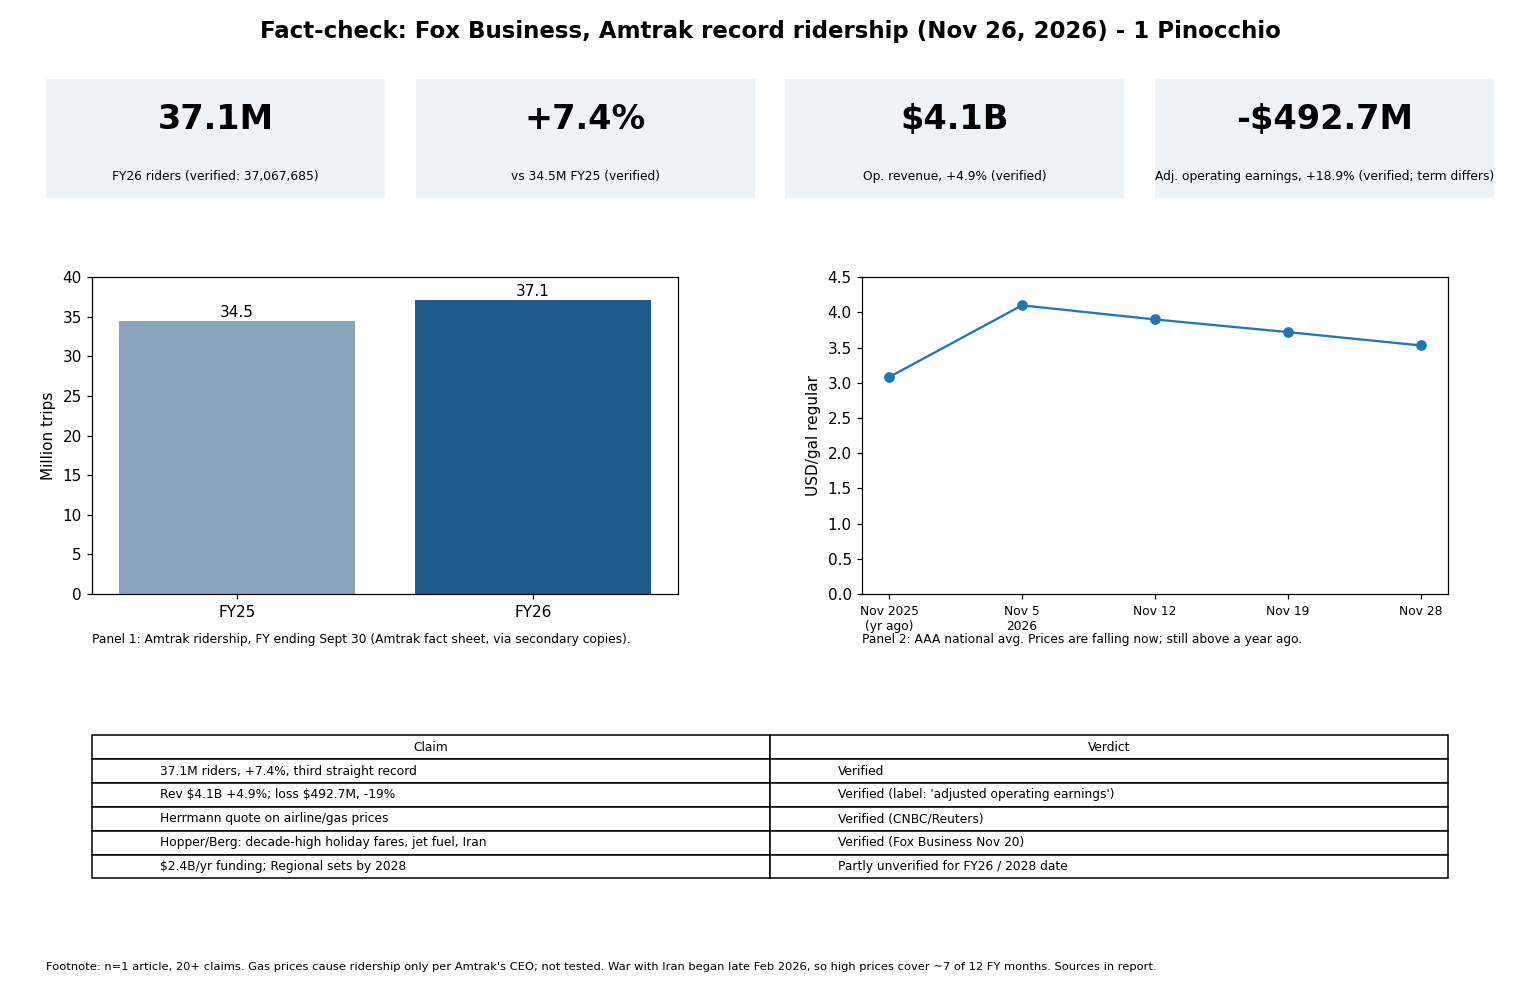 Fact-check: Fox Business, Amtrak record ridership (Nov 26, 2026) - 1 Pinocchio
37.1M
FY26 riders (verified: 37,067,685)
+7.4%
vs 34.5M FY25 (verified)
$4.1B
Op. revenue, +4.9% (verified)
-$492.7M
Adj. operating earnings, +18.9% (verified; term differs)
Million trips
40
35
30
25
20
15
10
5
0
34.5
37.1
FY25
FY26
Panel 1: Amtrak ridership, FY ending Sept 30 (Amtrak fact sheet, via secondary copies).
USD/gal regular
4.5
4.0
3.5
3.0
2.5
2.0
1.5
1.0
0.5
0.0
Nov 2025
(yr ago)
Nov 5
2026
Nov 12
Nov 19
Nov 28
Panel 2: AAA national avg. Prices are falling now; still above a year ago.
Claim
Verdict
37.1M riders, +7.4%, third straight record
Verified
Rev $4.1B +4.9%; loss $492.7M, -19%
Verified (label: 'adjusted operating earnings')
Herrmann quote on airline/gas prices
Verified (CNBC/Reuters)
Hopper/Berg: decade-high holiday fares, jet fuel, Iran
Verified (Fox Business Nov 20)
$2.4B/yr funding; Regional sets by 2028
Partly unverified for FY26 / 2028 date
Footnote: n=1 article, 20+ claims. Gas prices cause ridership only per Amtrak's CEO; not tested. War with Iran began late Feb 2026, so high prices cover ~7 of 12 FY months. Sources in report.